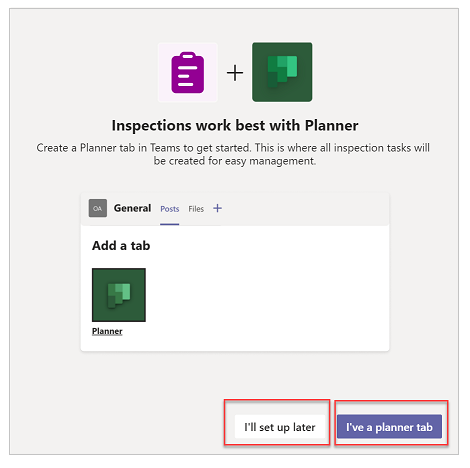 Inspections work best with Planner
Create a Planner tab in Teams to get started. This is where all inspection tasks will
be created for easy management.
OA General Posts Files +
Add a tab
Planner
I'll set up later I've a planner tab